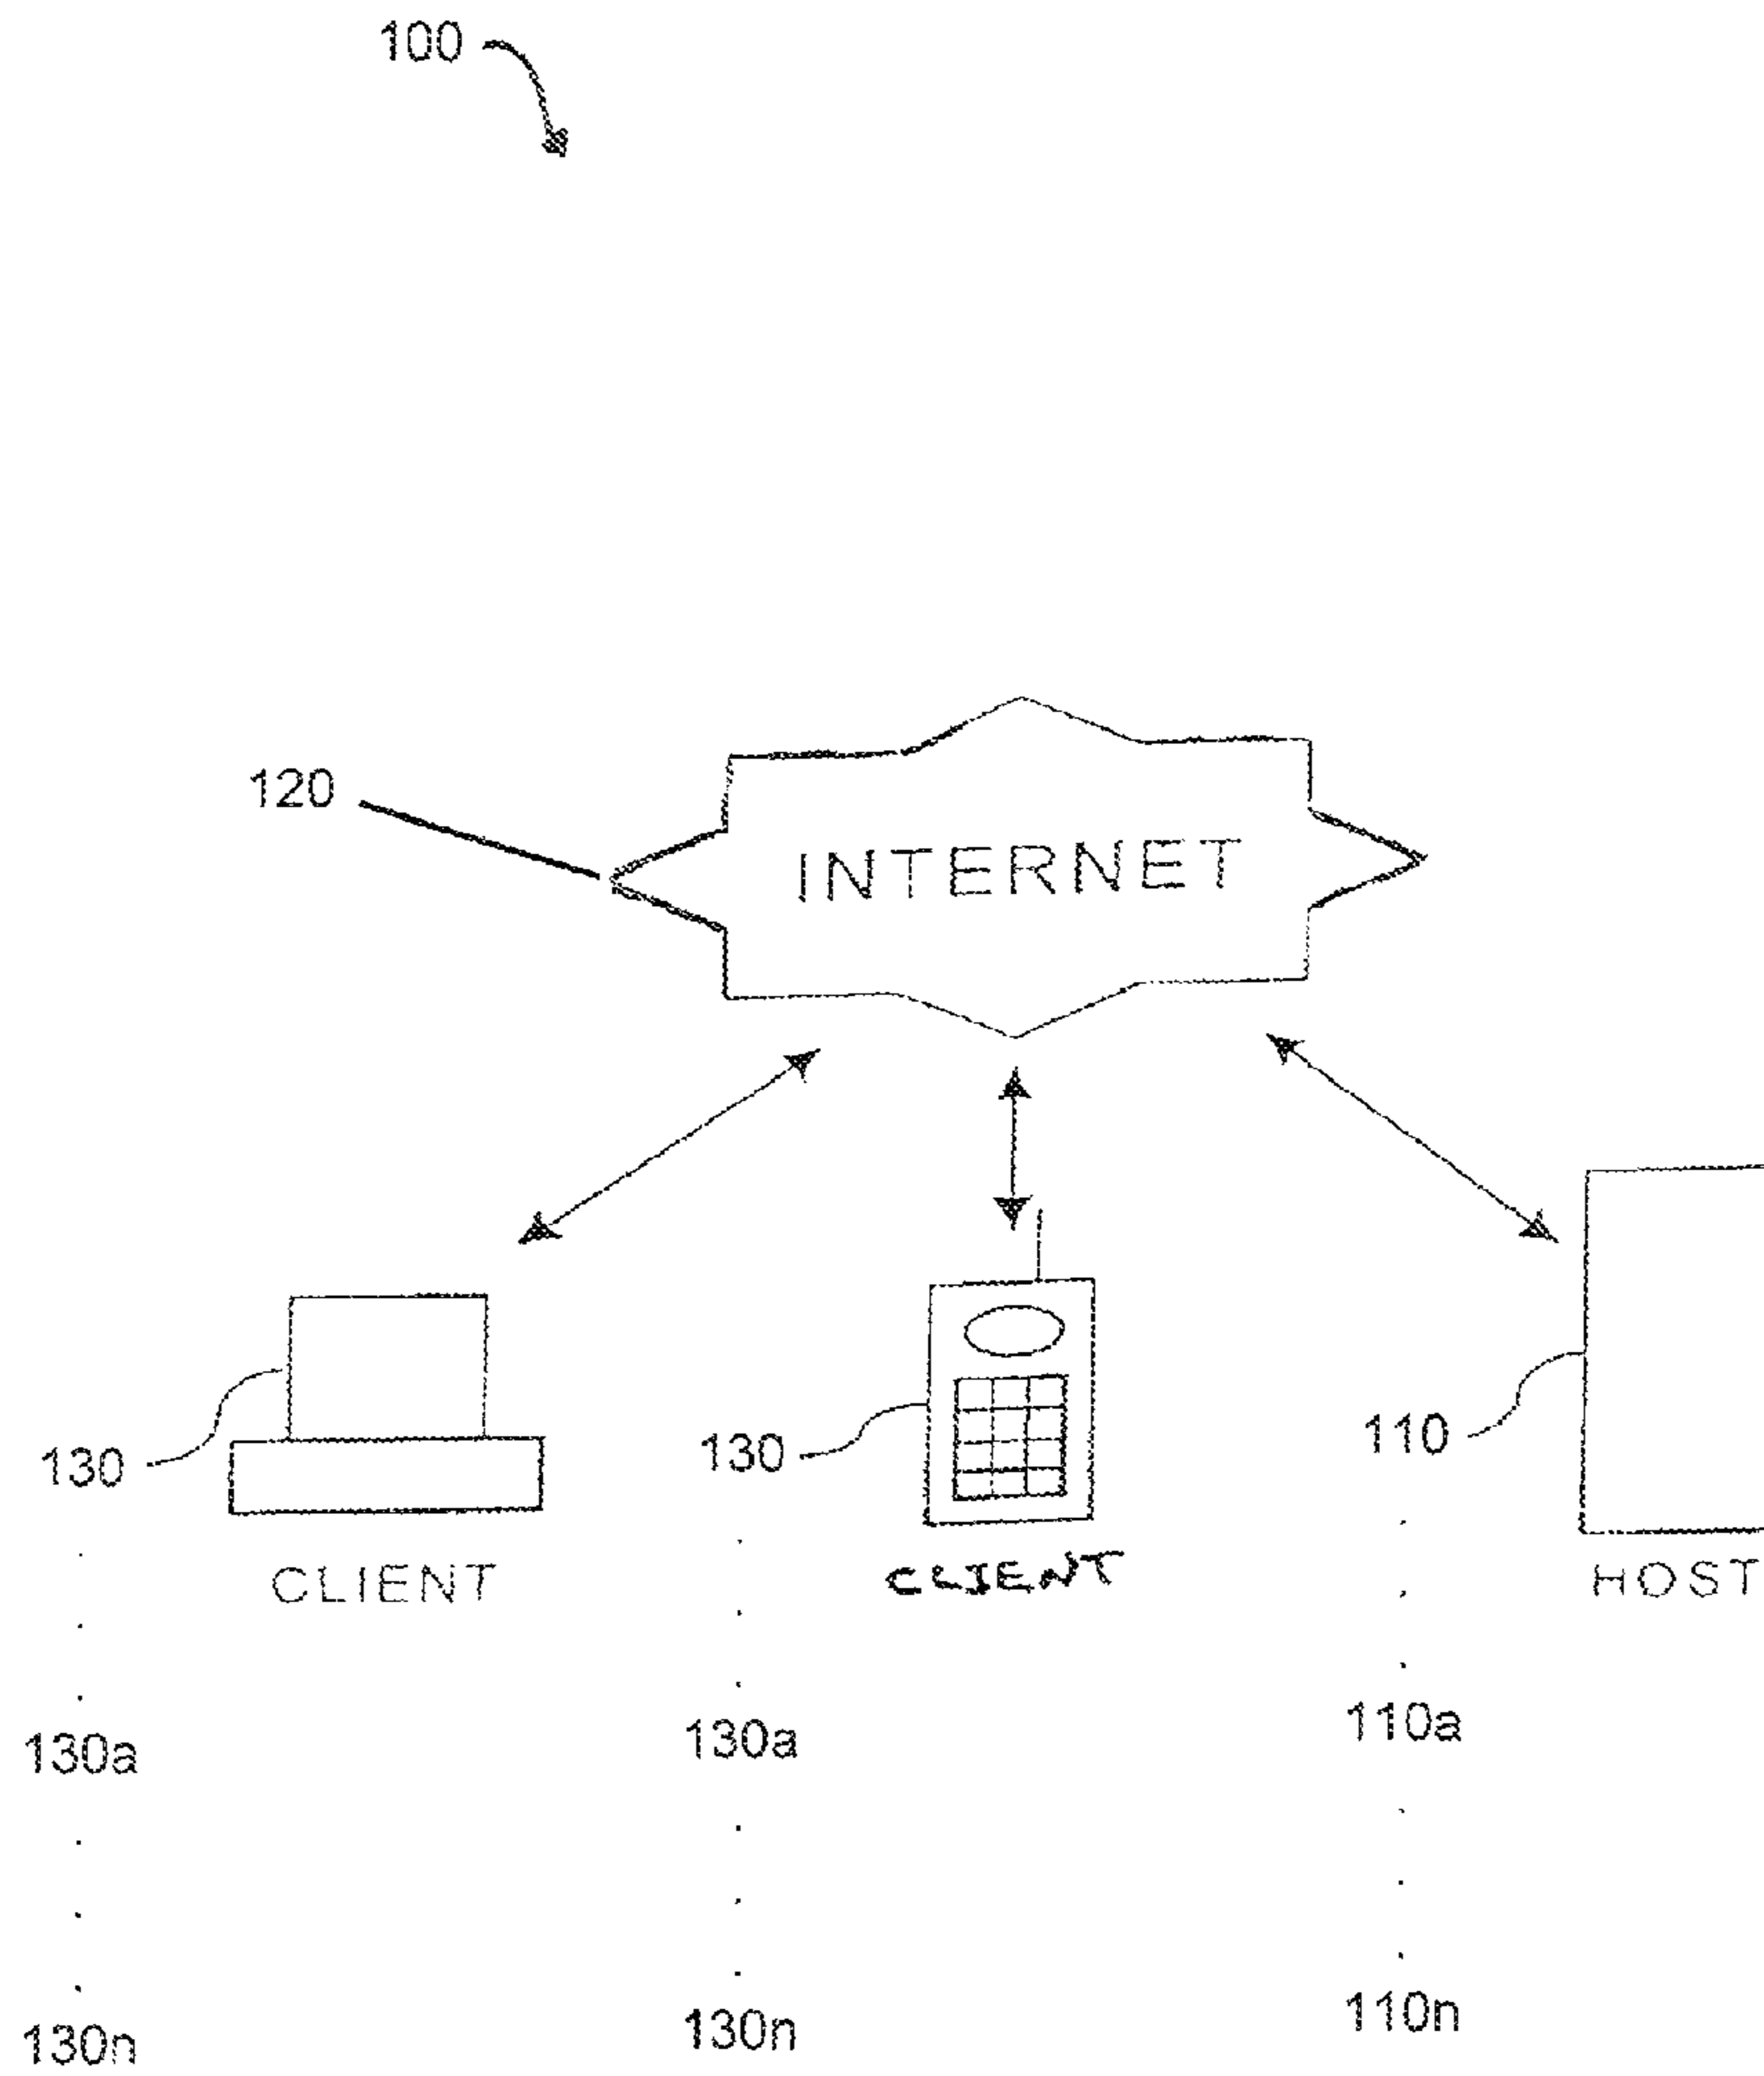 100
120
INTERNET
130
130
110
CLIENT
CLIENT
HOST
130a
130a
110a
130n
130n
110n